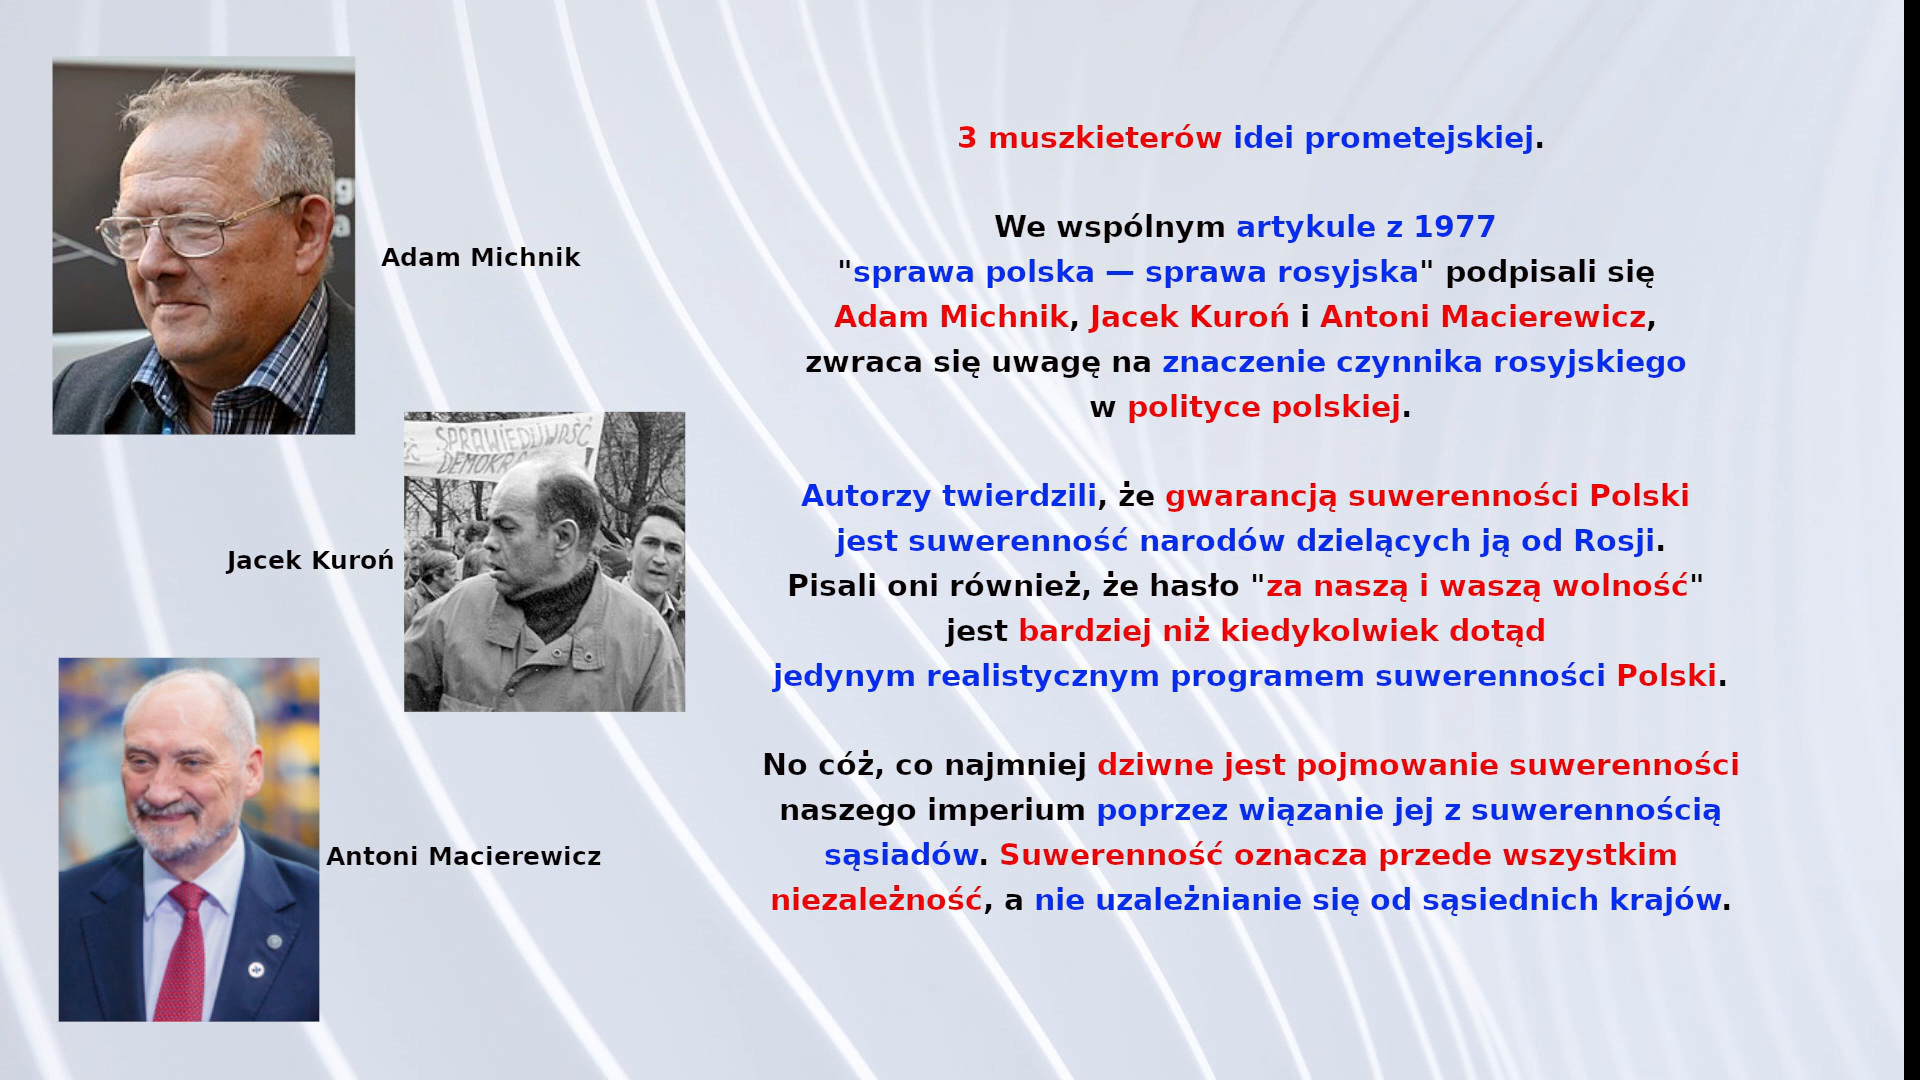 3 muszkieterów idei prometejskiej.
We wspólnym artykule z 1977
"sprawa polska — sprawa rosyjska" podpisali się
Adam Michnik, Jacek Kuroń i Antoni Macierewicz,
zwraca się uwagę na znaczenie czynnika rosyjskiego
w polityce polskiej.
Autorzy twierdzili, że gwarancją suwerenności Polski
jest suwerenność narodów dzielących ją od Rosji.
Pisali oni również, że hasło "za naszą i waszą wolność"
jest bardziej niż kiedykolwiek dotąd
jedynym realistycznym programem suwerenności Polski.
No cóż, co najmniej dziwne jest pojmowanie suwerenności
naszego imperium poprzez wiązanie jej z suwerennością
sąsiadów. Suwerenność oznacza przede wszystkim
niezależność, a nie uzależnianie się od sąsiednich krajów.
Adam Michnik
SPRAWIEDLIWOŚĆ
Jacek Kuroń
Antoni Macierewicz